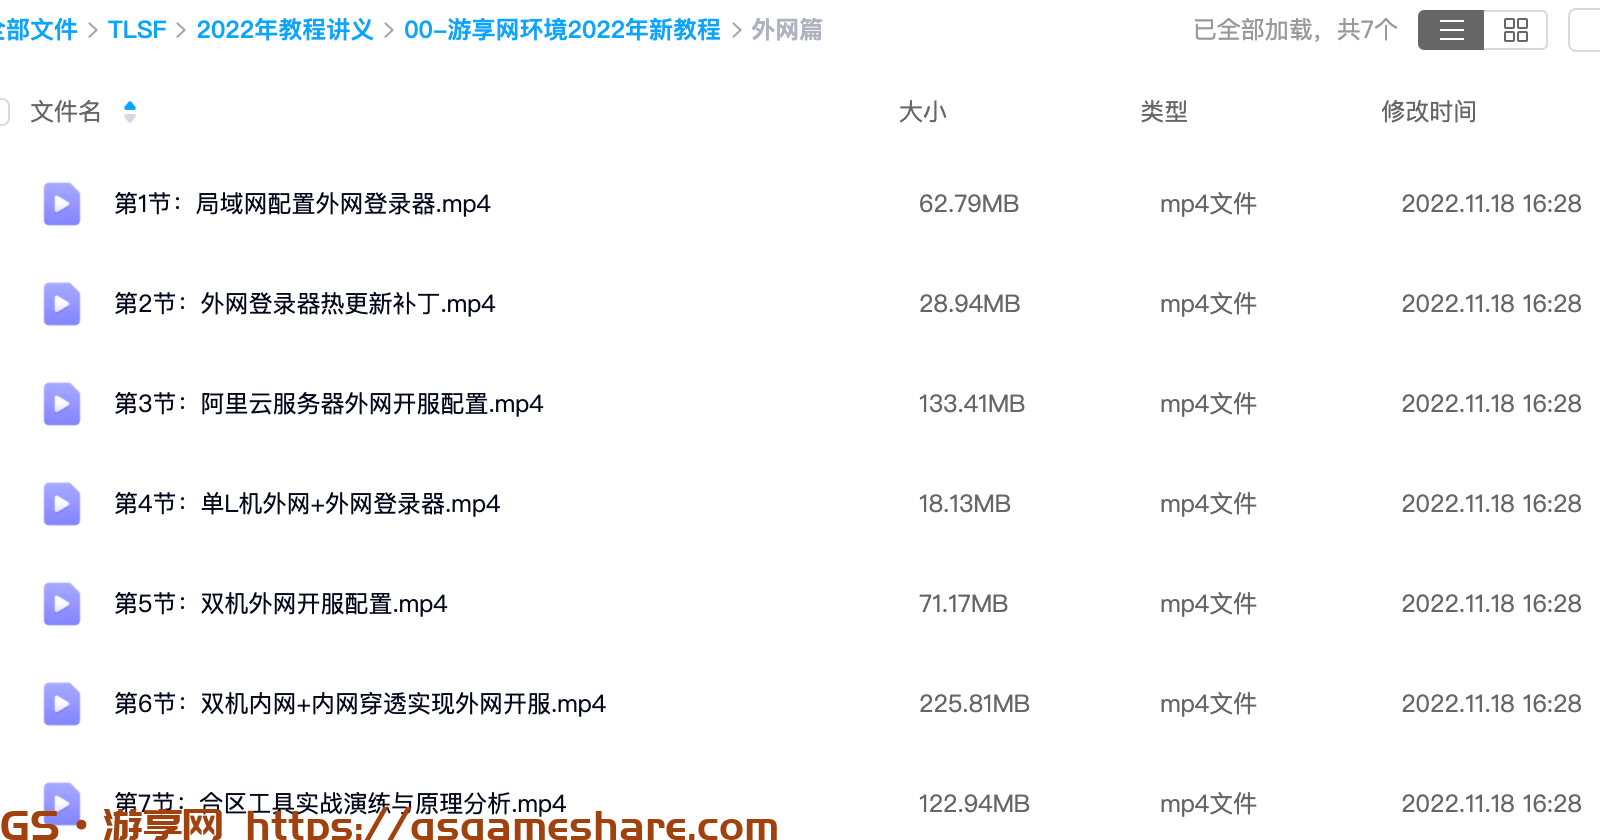 全部文件 > TLSF > 2022年教程讲义 > 00-游享网环境2022年新教程 > 外网篇 已全部加载，共7个
文件名 大小 类型 修改时间
第1节：局域网配置外网登录器.mp4 62.79MB mp4文件 2022.11.18 16:28
第2节：外网登录器热更新补丁.mp4 28.94MB mp4文件 2022.11.18 16:28
第3节：阿里云服务器外网开服配置.mp4 133.41MB mp4文件 2022.11.18 16:28
第4节：单L机外网+外网登录器.mp4 18.13MB mp4文件 2022.11.18 16:28
第5节：双机外网开服配置.mp4 71.17MB mp4文件 2022.11.18 16:28
第6节：双机内网+内网穿透实现外网开服.mp4 225.81MB mp4文件 2022.11.18 16:28
第7节：合区工具实战演练与原理分析.mp4 122.94MB mp4文件 2022.11.18 16:28
GS·游享网 https://gsgameshare.com